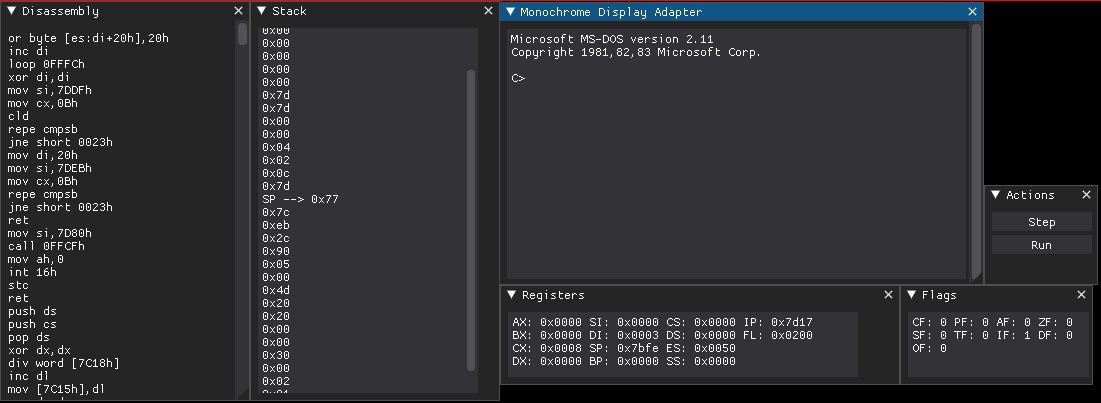 Disassembly
or byte [es:di+20h],20h
inc di
loop 0FFFCh
xor di,di
mov si,7DDFh
mov cx,0Bh
cld
repe cmpsb
jne short 0023h
mov di,20h
mov si,7DEBh
mov cx,0Bh
repe cmpsb
jne short 0023h
ret
mov si,7D80h
call 0FFCFh
mov ah,0
int 16h
stc
ret
push ds
push cs
pop ds
xor dx,dx
div word [7C18h]
inc dl
mov [7C15h],dl
Stack
0x00
0x00
0x00
0x00
0x00
0x7d
0x7d
0x00
0x00
0x04
0x02
0x0c
0x7d
SP --> 0x77
0x7c
0xeb
0x2c
0x90
0x05
0x00
0x4d
0x20
0x20
0x00
0x00
0x30
0x00
0x02
Monochrome Display Adapter
Microsoft MS-DOS version 2.11
Copyright 1981,82,83 Microsoft Corp.
C>
Actions
Step
Run
Registers
AX: 0x0000 SI: 0x0000 CS: 0x0000 IP: 0x7d17
BX: 0x0000 DI: 0x0003 DS: 0x0000 FL: 0x0200
CX: 0x0008 SP: 0x7bfe ES: 0x0050
DX: 0x0000 BP: 0x0000 SS: 0x0000
Flags
CF: 0 PF: 0 AF: 0 ZF: 0
SF: 0 TF: 0 IF: 1 DF: 0
OF: 0